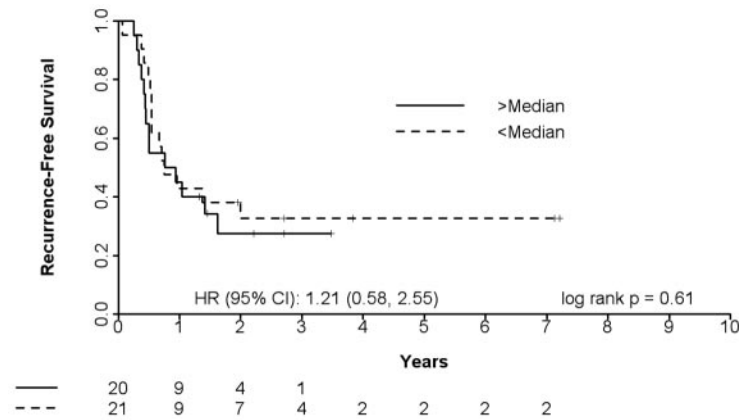 Recurrence-Free Survival
1.0
0.8
0.6
0.4
0.2
0.0
>Median
<Median
HR (95% CI): 1.21 (0.58, 2.55)
log rank p = 0.61
0 1 2 3 4 5 6 7 8 9 10
Years
20 9 4 1
21 9 7 4 2 2 2 2